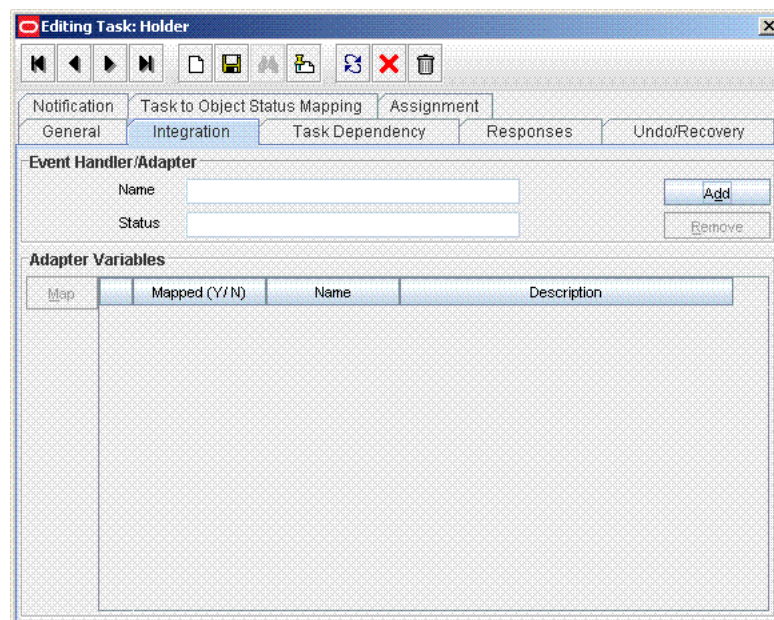 Editing Task: Holder
Notification Task to Object Status Mapping Assignment
General Integration Task Dependency Responses Undo/Recovery
Event Handler/Adapter
Name Add
Status Remove
Adapter Variables
Map Mapped (Y/N) Name Description